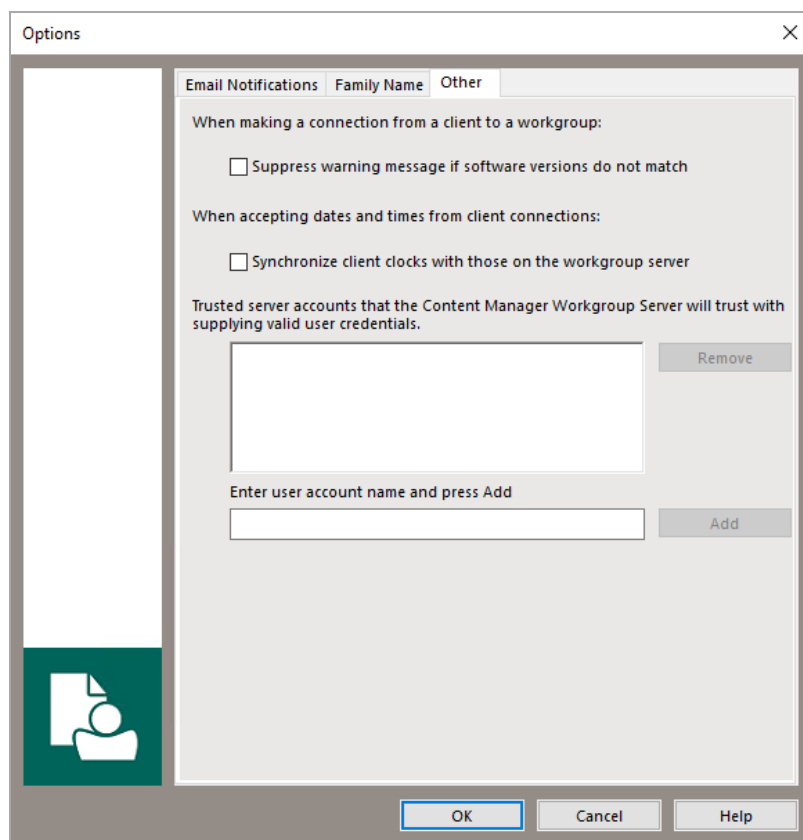 Options
Email Notifications Family Name Other
When making a connection from a client to a workgroup:
Suppress warning message if software versions do not match
When accepting dates and times from client connections:
Synchronize client clocks with those on the workgroup server
Trusted server accounts that the Content Manager Workgroup Server will trust with
supplying valid user credentials.
Remove
Enter user account name and press Add
Add
OK Cancel Help